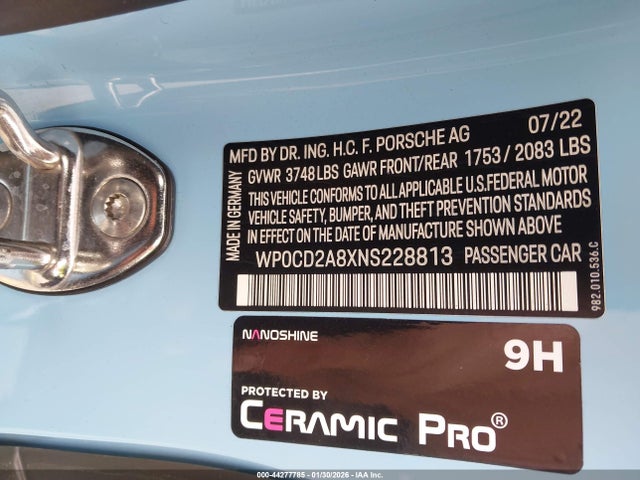 MFD BY DR. ING. H.C. F. PORSCHE AG 07/22
GVWR 3748 LBS GAWR FRONT/REAR 1753 / 2083 LBS
THIS VEHICLE CONFORMS TO ALL APPLICABLE U.S. FEDERAL MOTOR
VEHICLE SAFETY, BUMPER, AND THEFT PREVENTION STANDARDS
IN EFFECT ON THE DATE OF MANUFACTURE SHOWN ABOVE
WP0CD2A8XNS228813 PASSENGER CAR
MADE IN GERMANY
982.010.536.C
NANOSHINE
9H
PROTECTED BY
CERAMIC PRO®
000-44277785 - 01/30/2026 - IAA Inc.